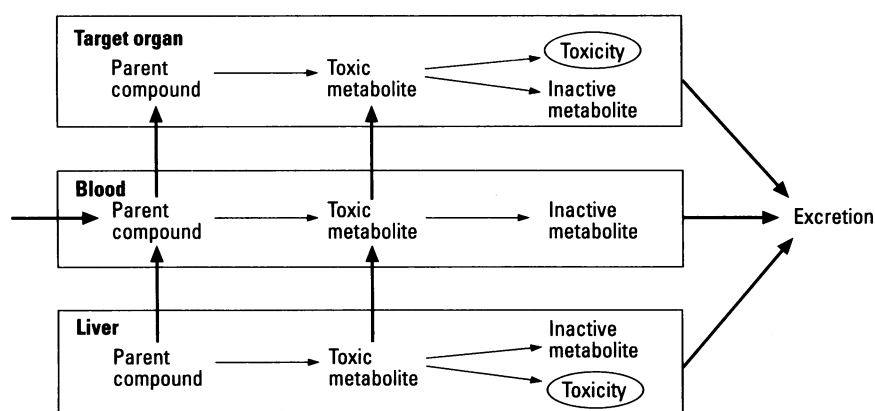 Target organ
Parent
compound
Toxic
metabolite
Toxicity
Inactive
metabolite
Blood
Parent
compound
Toxic
metabolite
Inactive
metabolite
Excretion
Liver
Parent
compound
Toxic
metabolite
Inactive
metabolite
Toxicity